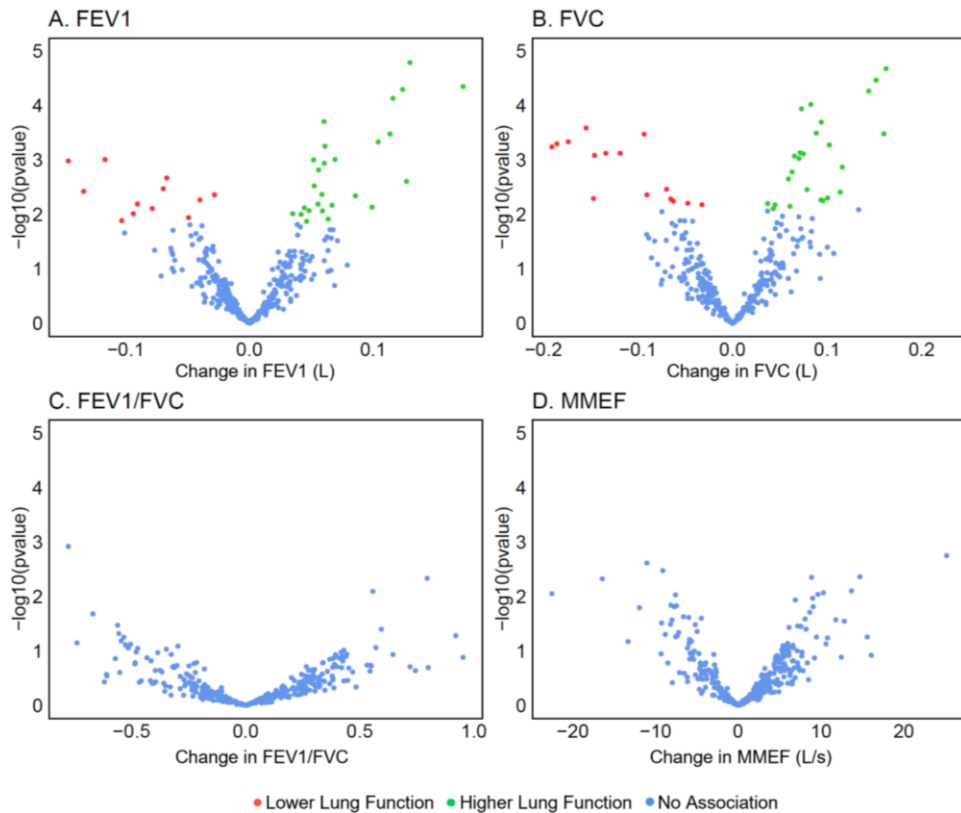 A. FEV1
5
4
3
2
1
0
−log10(pvalue)
−0.1
0.0
0.1
Change in FEV1 (L)
B. FVC
5
4
3
2
1
0
−log10(pvalue)
−0.2
−0.1
0.0
0.1
0.2
Change in FVC (L)
C. FEV1/FVC
5
4
3
2
1
0
−log10(pvalue)
−0.5
0.0
0.5
1.0
Change in FEV1/FVC
D. MMEF
5
4
3
2
1
0
−log10(pvalue)
−20
−10
0
10
20
Change in MMEF (L/s)
Lower Lung Function
Higher Lung Function
No Association